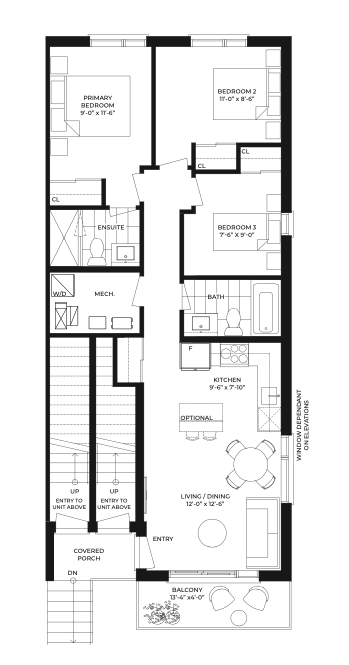 PRIMARY
BEDROOM
9'-0" x 11'-6"
BEDROOM 2
11'-0" x 8'-6"
CL
CL
CL
ENSUITE
BEDROOM 3
7'-6" X 9'-0"
W/D
MECH.
BATH
F
KITCHEN
9'-6" x 7'-10"
OPTIONAL
WINDOW DEPENDANT
ON ELEVATIONS
UP
ENTRY TO
UNIT ABOVE
UP
ENTRY TO
UNIT ABOVE
LIVING / DINING
12'-0" x 12'-6"
ENTRY
COVERED
PORCH
DN
BALCONY
13'-4" x4'-0"